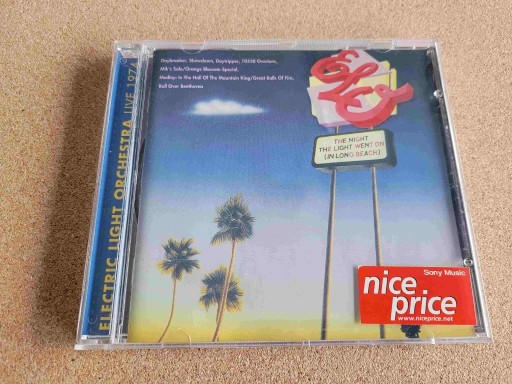 Daybreaker, Showdown, Daytripper, 10538 Overture,
Mik's Solo/Orange Blossom Special,
Medley: In The Hall Of The Mountain King/Great Balls Of Fire,
Roll Over Beethoven
ELO
THE NIGHT
THE LIGHT WENT ON
(IN LONG BEACH)
ELECTRIC LIGHT ORCHESTRA LIVE 1974
Sony Music
nice
price
www.niceprice.net